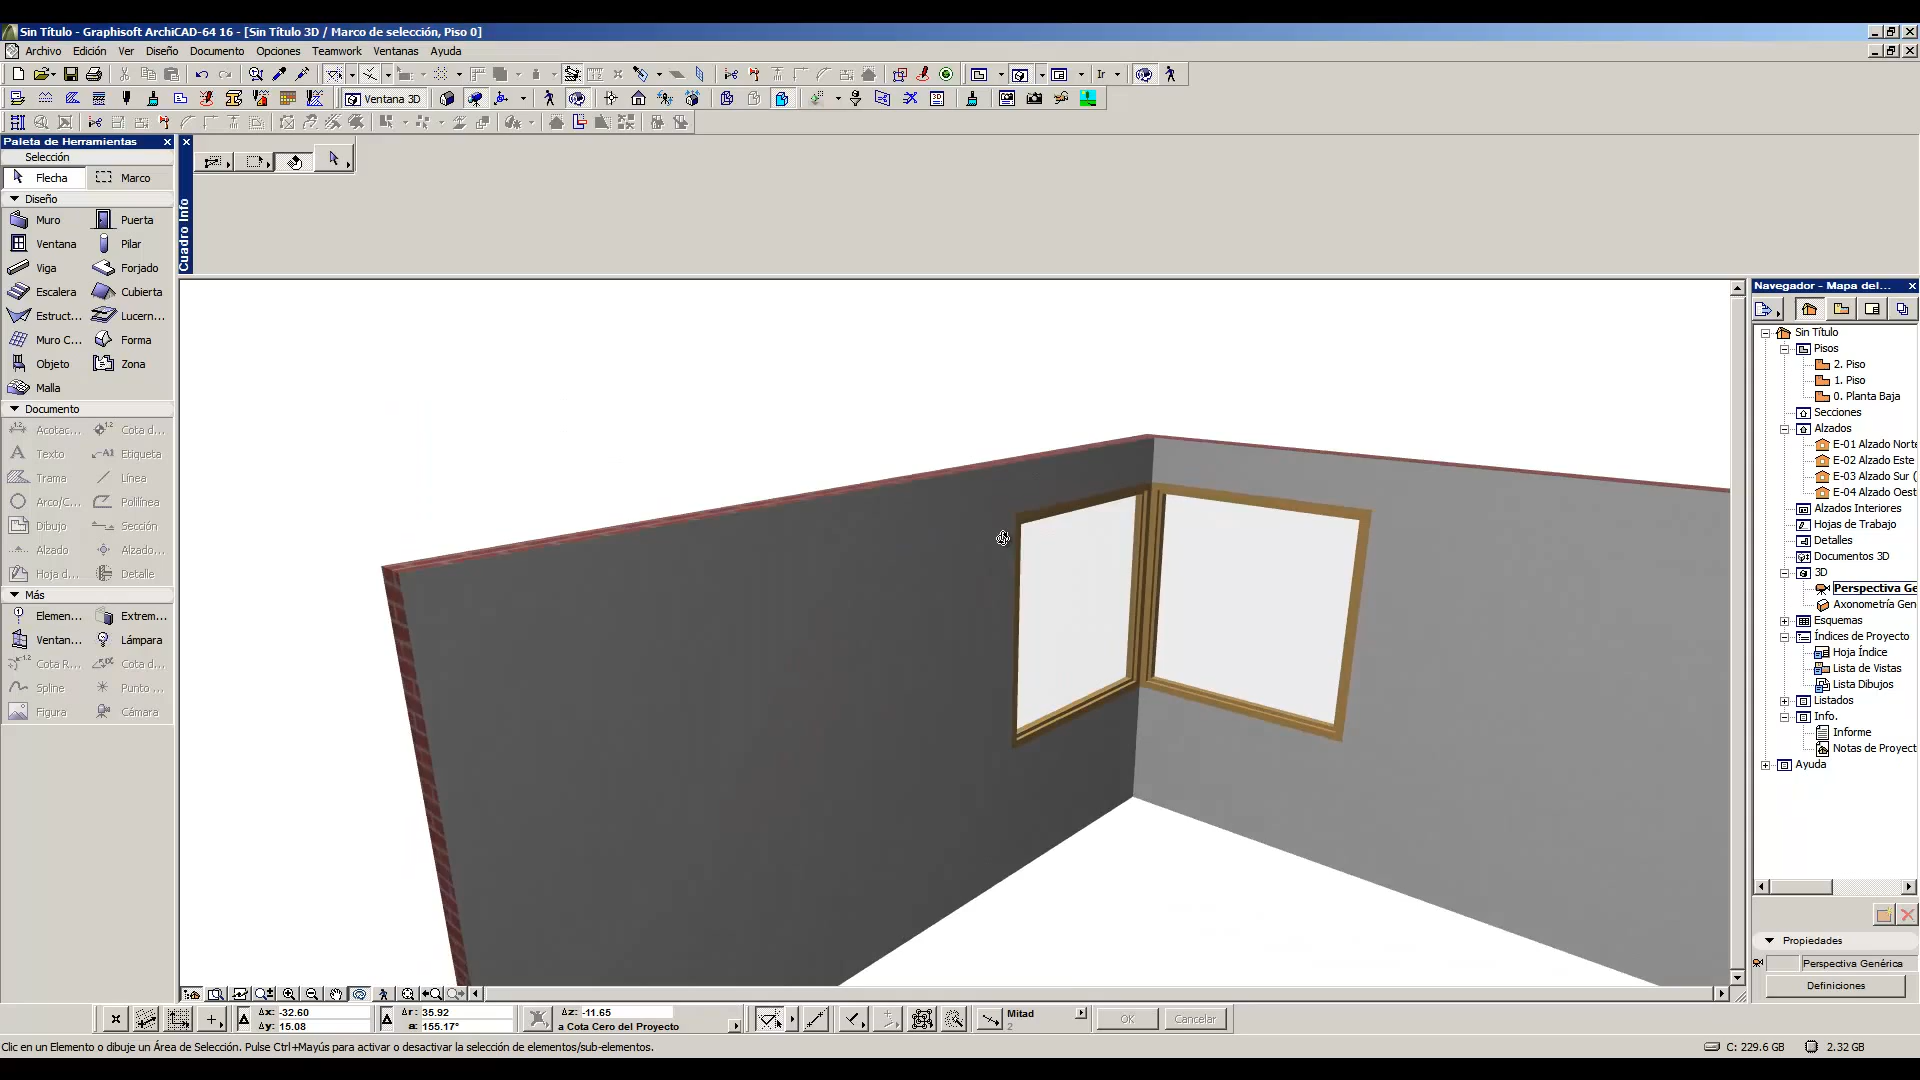 Sin Título - Graphisoft ArchiCAD-64 16 - [Sin Título 3D / Marco de selección, Piso 0]
Archivo Edición Ver Diseño Documento Opciones Teamwork Ventanas Ayuda
Ir
Ventana 3D
Paleta de Herramientas
Selección
Flecha Marco
Diseño
Muro Puerta
Ventana Pilar
Viga Forjado
Escalera Cubierta
Estruct... Lucern...
Muro C... Forma
Objeto Zona
Malla
Documento
Acotac... Cota d...
Texto Etiqueta
Trama Línea
Arco/C... Polilínea
Dibujo Sección
Alzado Alzado...
Hoja d... Detalle
Más
Elemen... Extrem...
Ventan... Lámpara
Cota R... Cota d...
Spline Punto ...
Figura Cámara
Cuadro Info
Navegador - Mapa del...
Sin Título
Pisos
2. Piso
1. Piso
0. Planta Baja
Secciones
Alzados
E-01 Alzado Norte
E-02 Alzado Este
E-03 Alzado Sur (
E-04 Alzado Oest
Alzados Interiores
Hojas de Trabajo
Detalles
Documentos 3D
3D
Perspectiva Ge
Axonometría Gen
Esquemas
Índices de Proyecto
Hoja Índice
Lista de Vistas
Lista Dibujos
Listados
Info.
Informe
Notas de Proyect
Ayuda
Propiedades
Perspectiva Genérica
Definiciones
Δx: -32.60
Δy: 15.08
Δr: 35.92
a: 155.17°
Δz: -11.65
a Cota Cero del Proyecto
Mitad
2
OK Cancelar
Clic en un Elemento o dibuje un Área de Selección. Pulse Ctrl+Mayús para activar o desactivar la selección de elementos/sub-elementos.
C: 229.6 GB 2.32 GB